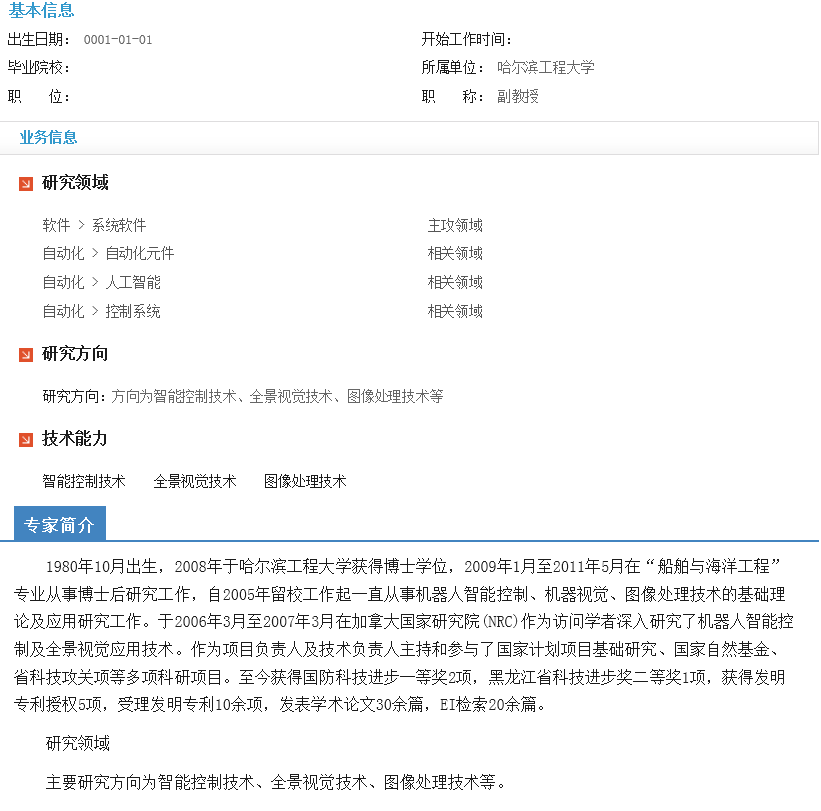 基本信息
出生日期： 0001-01-01 开始工作时间：
毕业院校： 所属单位： 哈尔滨工程大学
职 位： 职 称： 副教授
业务信息
研究领域
软件 > 系统软件 主攻领域
自动化 > 自动化元件 相关领域
自动化 > 人工智能 相关领域
自动化 > 控制系统 相关领域
研究方向
研究方向：方向为智能控制技术、全景视觉技术、图像处理技术等
技术能力
智能控制技术 全景视觉技术 图像处理技术
专家简介
1980年10月出生，2008年于哈尔滨工程大学获得博士学位，2009年1月至2011年5月在“船舶与海洋工程”
专业从事博士后研究工作，自2005年留校工作起一直从事机器人智能控制、机器视觉、图像处理技术的基础理
论及应用研究工作。于2006年3月至2007年3月在加拿大国家研究院(NRC)作为访问学者深入研究了机器人智能控
制及全景视觉应用技术。作为项目负责人及技术负责人主持和参与了国家计划项目基础研究、国家自然基金、
省科技攻关项等多项科研项目。至今获得国防科技进步一等奖2项，黑龙江省科技进步奖二等奖1项，获得发明
专利授权5项，受理发明专利10余项，发表学术论文30余篇，EI检索20余篇。
研究领域
主要研究方向为智能控制技术、全景视觉技术、图像处理技术等。